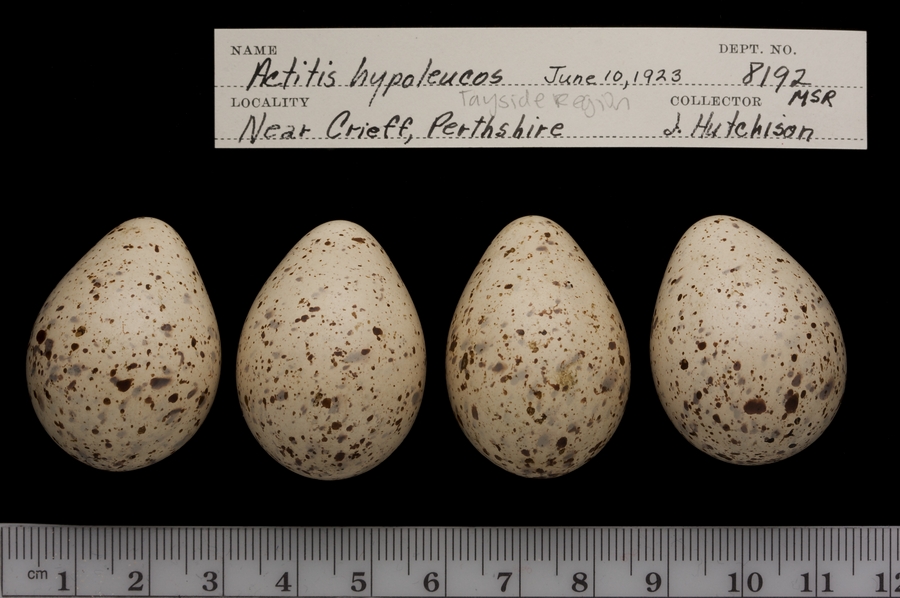 NAME DEPT. NO.
Actitis hypoleucos June 10, 1923 8192
LOCALITY Tayside Region COLLECTOR MSR
Near Crieff, Perthshire J. Hutchison
cm 1 2 3 4 5 6 7 8 9 10 11 12